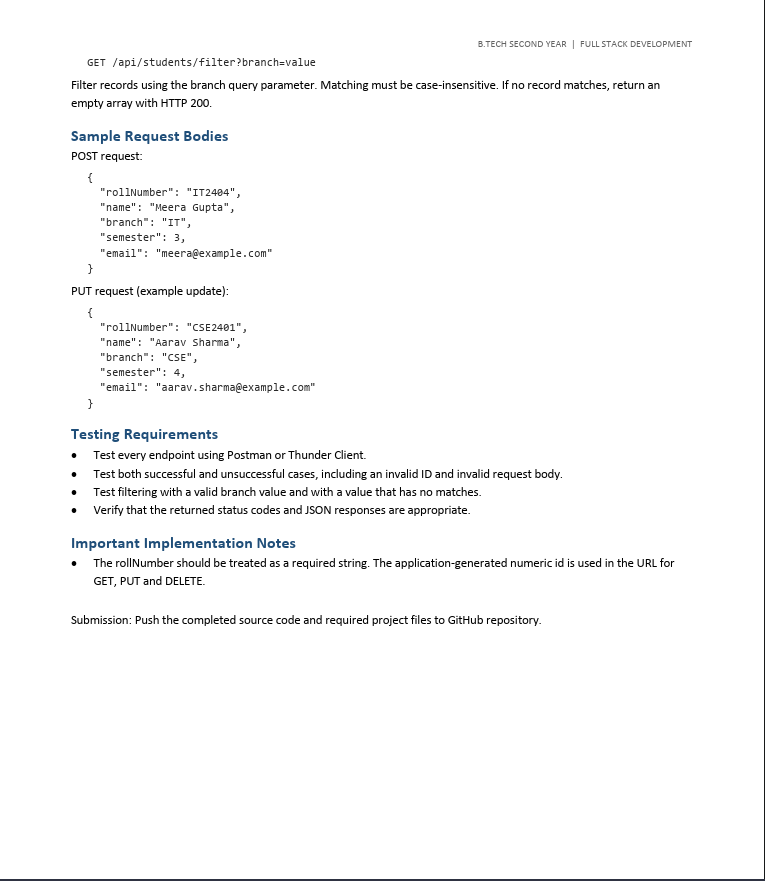 B.TECH SECOND YEAR | FULL STACK DEVELOPMENT
GET /api/students/filter?branch=value
Filter records using the branch query parameter. Matching must be case-insensitive. If no record matches, return an
empty array with HTTP 200.
Sample Request Bodies
POST request:
{
  "rollNumber": "IT2404",
  "name": "Meera Gupta",
  "branch": "IT",
  "semester": 3,
  "email": "meera@example.com"
}
PUT request (example update):
{
  "rollNumber": "CSE2401",
  "name": "Aarav Sharma",
  "branch": "CSE",
  "semester": 4,
  "email": "aarav.sharma@example.com"
}
Testing Requirements
• Test every endpoint using Postman or Thunder Client.
• Test both successful and unsuccessful cases, including an invalid ID and invalid request body.
• Test filtering with a valid branch value and with a value that has no matches.
• Verify that the returned status codes and JSON responses are appropriate.
Important Implementation Notes
• The rollNumber should be treated as a required string. The application-generated numeric id is used in the URL for
GET, PUT and DELETE.
Submission: Push the completed source code and required project files to GitHub repository.